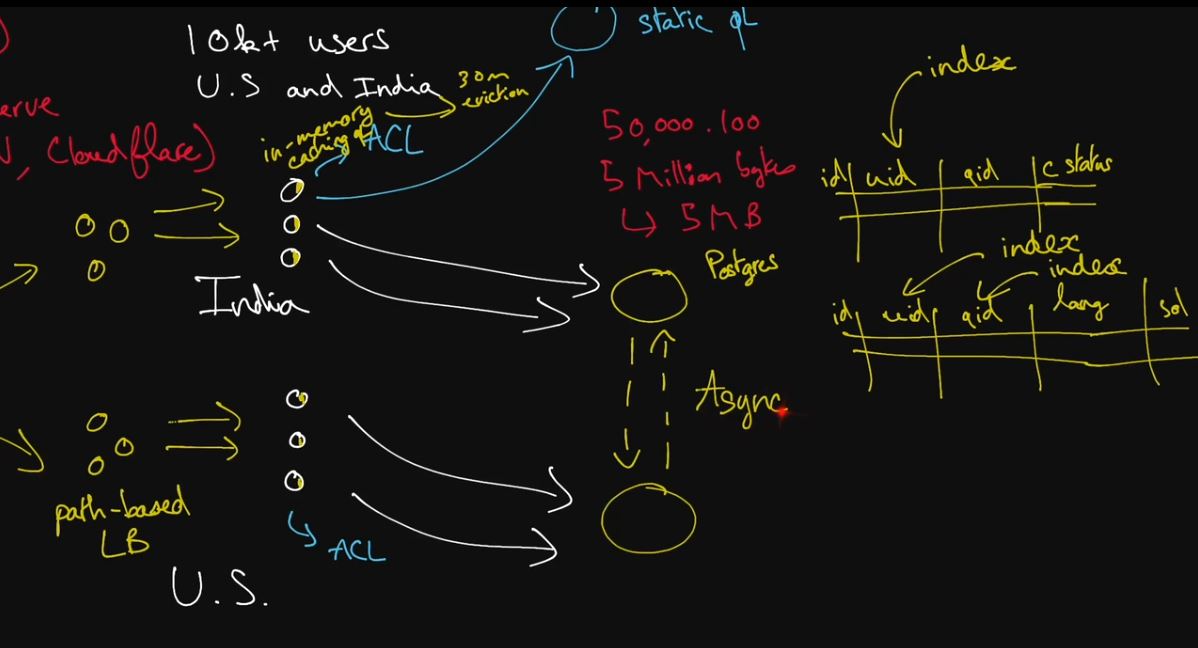 10k+ users
U.S and India
30m
eviction
in-memory
caching
ACL
static qL
erve
, Cloudflare)
50,000.100
5 Million bytes
↳ 5 MB
Postgres
India
Async
path-based
LB
ACL
U.S.
index
id uid qid c status
index
index
id uid qid lang sol